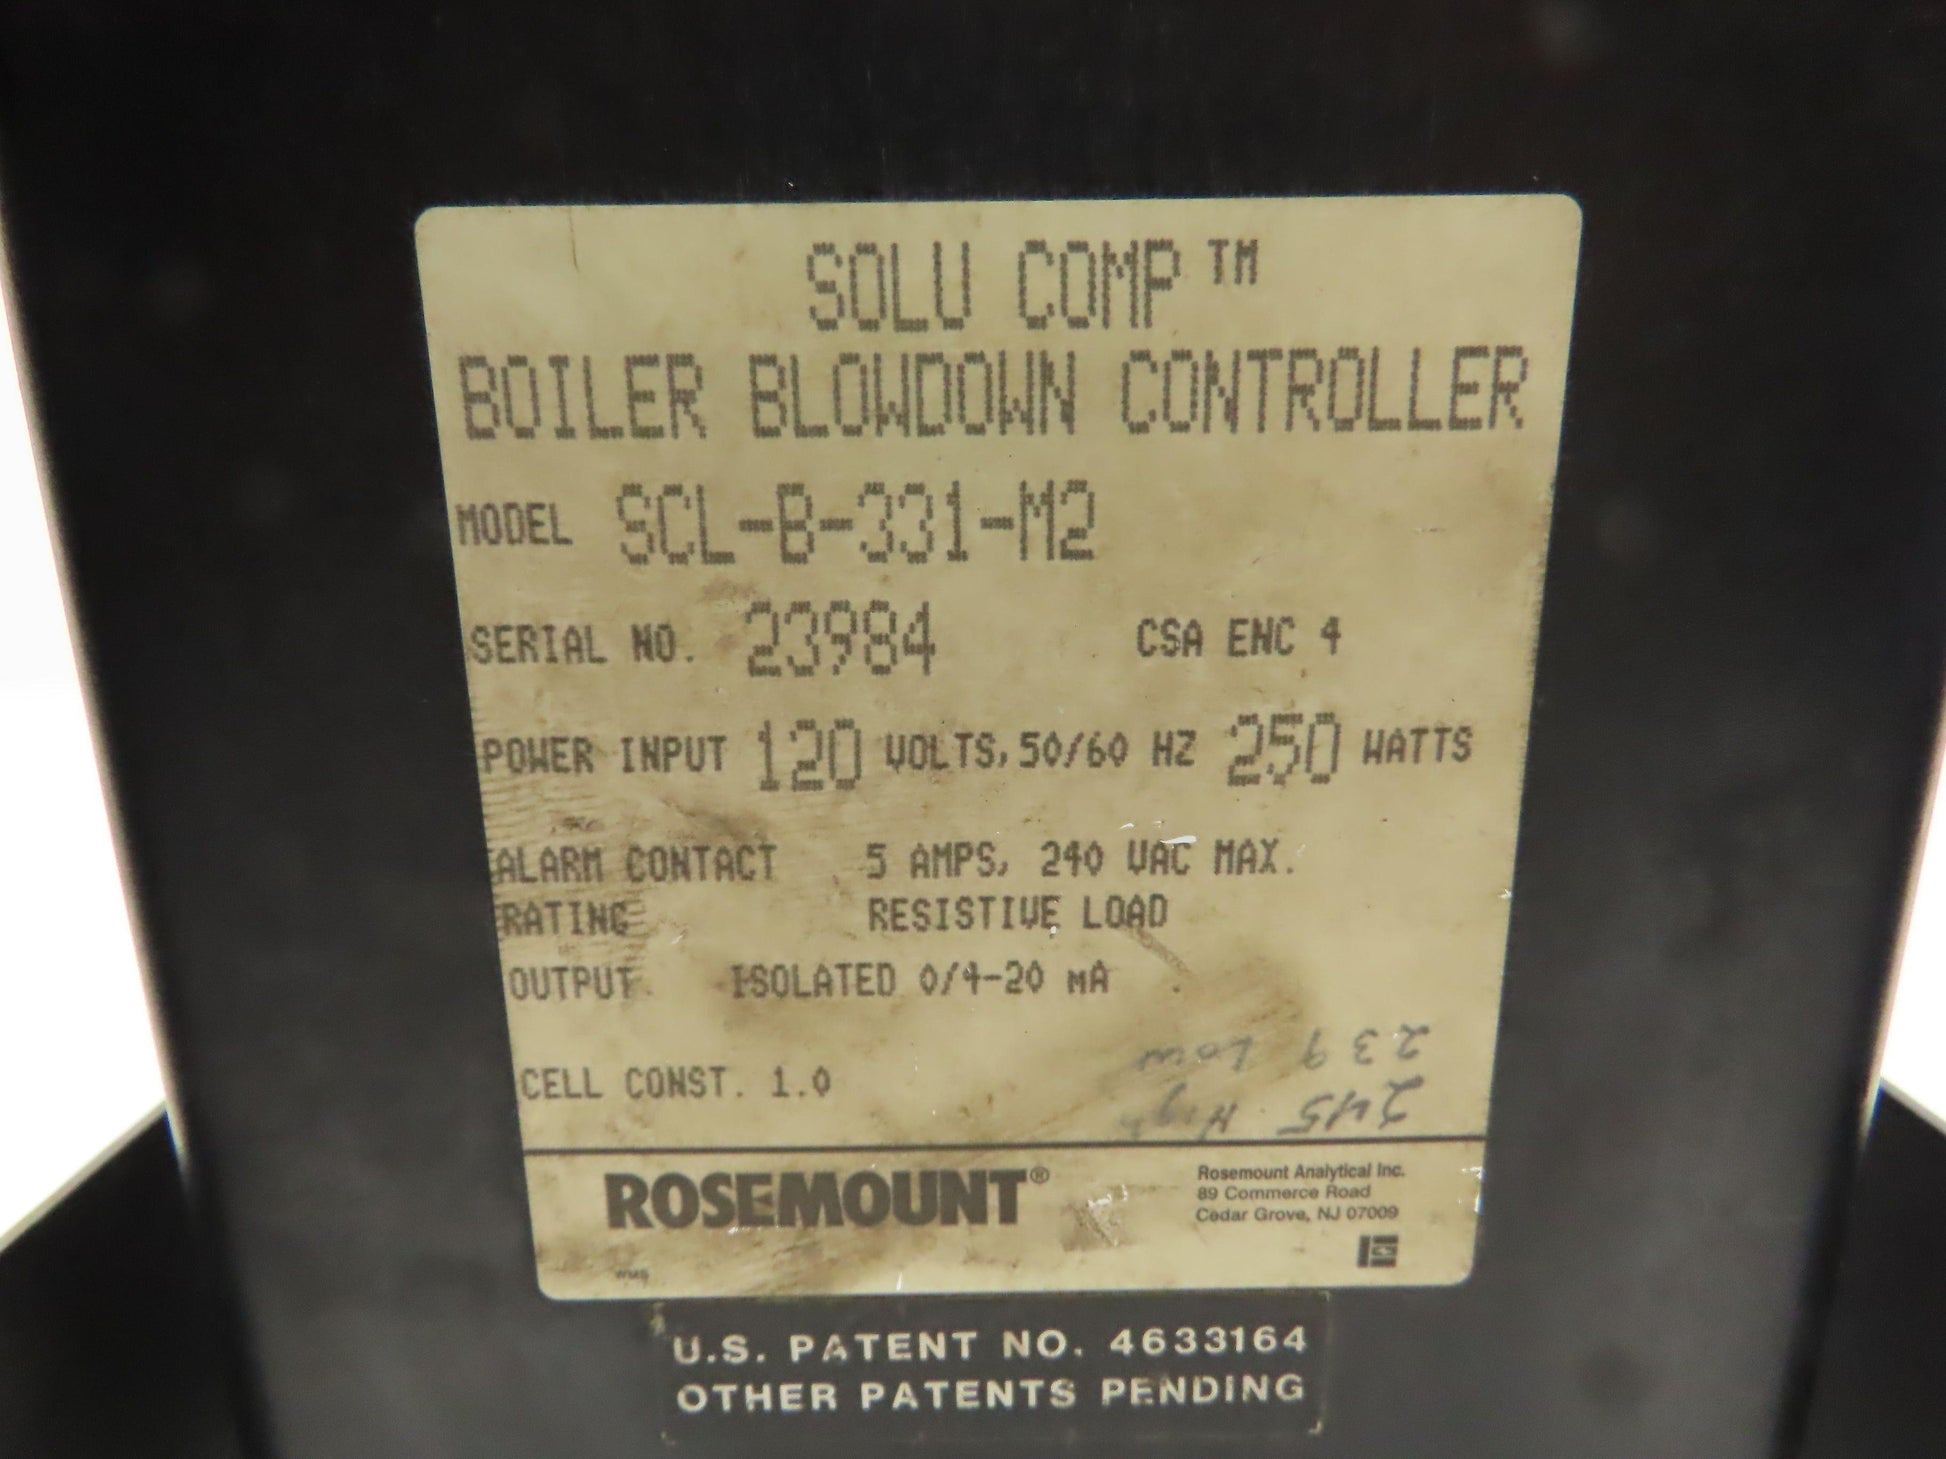 SOLU COMP™
BOILER BLOWDOWN CONTROLLER
MODEL SCL-B-331-M2
SERIAL NO. 23984 CSA ENC 4
POWER INPUT 120 VOLTS, 50/60 HZ 250 WATTS
ALARM CONTACT 5 AMPS, 240 VAC MAX.
RATING RESISTIVE LOAD
OUTPUT ISOLATED 0/4-20 mA
CELL CONST. 1.0
245 High
239 Low
ROSEMOUNT®
Rosemount Analytical Inc.
89 Commerce Road
Cedar Grove, NJ 07009
U.S. PATENT NO. 4633164
OTHER PATENTS PENDING